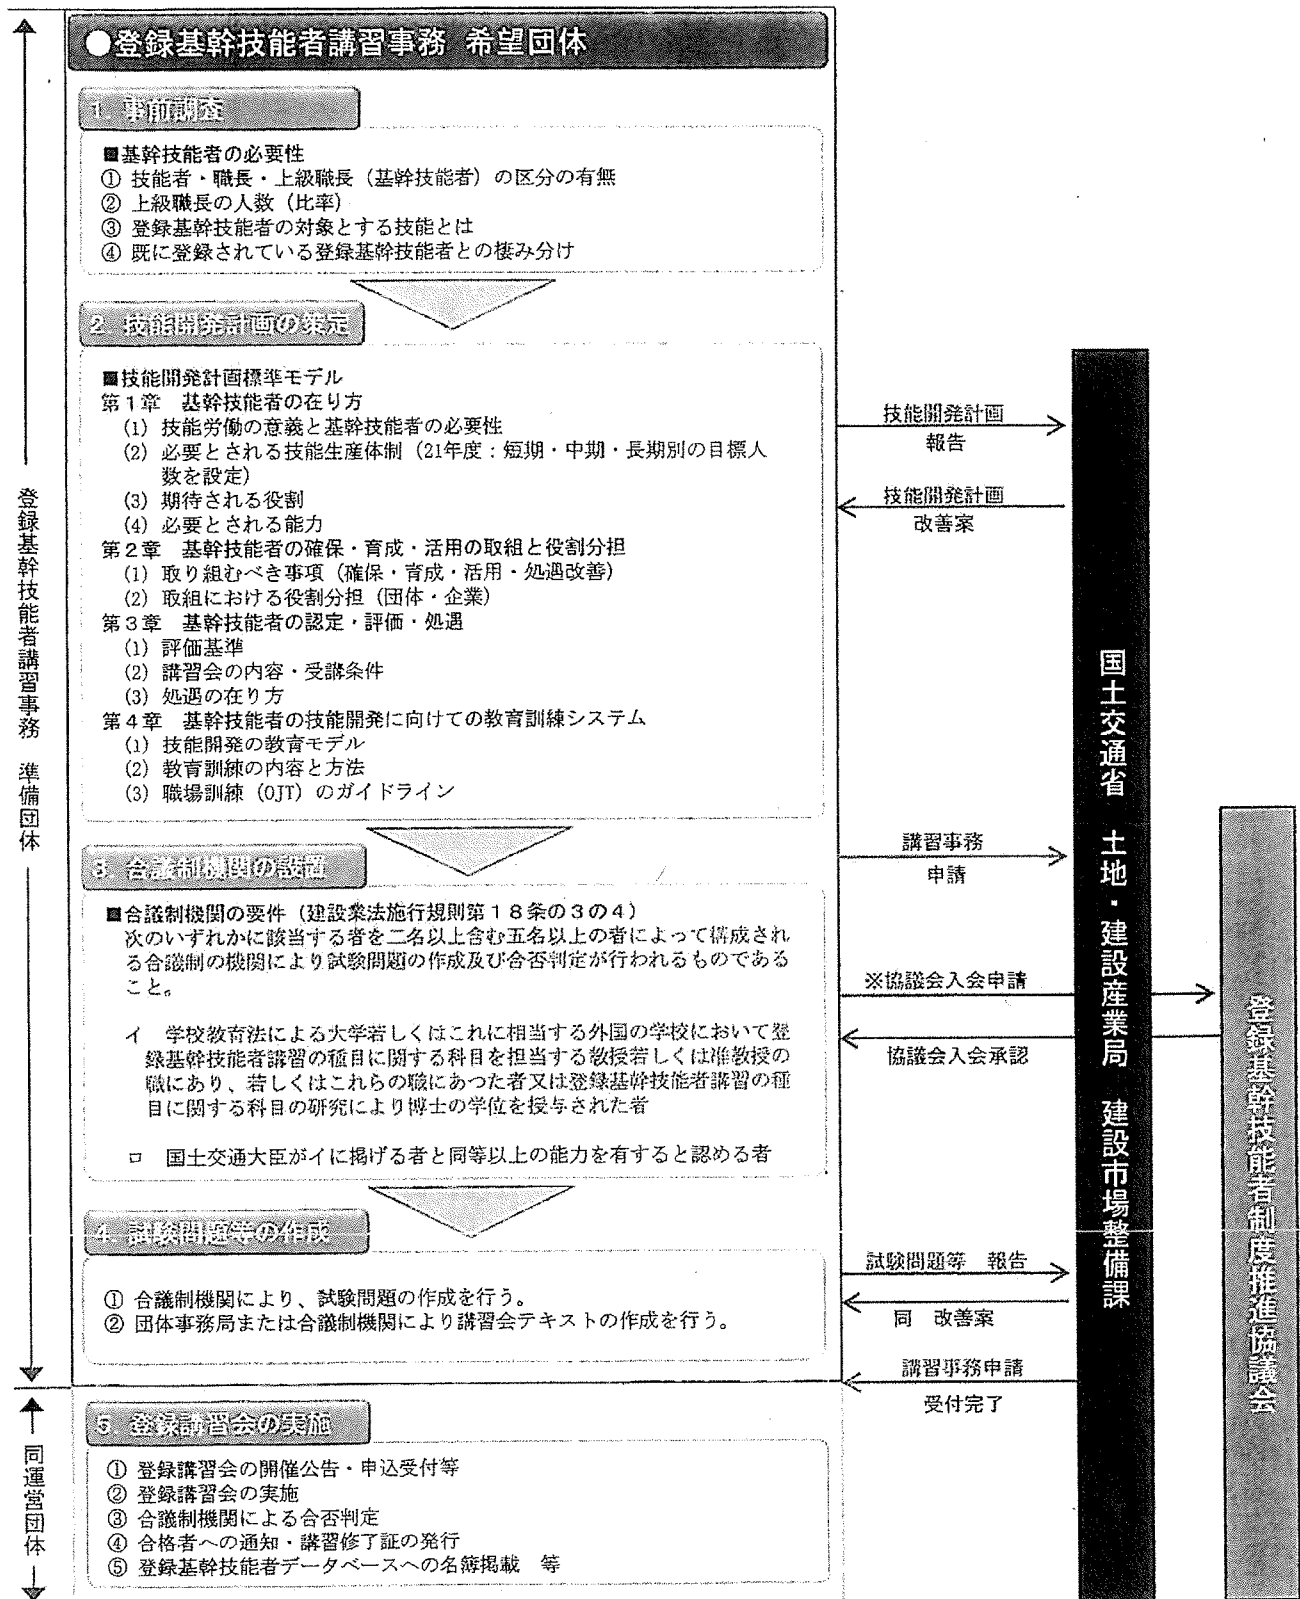 ●登録基幹技能者講習事務 希望団体
1. 事前調査
■基幹技能者の必要性
① 技能者・職長・上級職長（基幹技能者）の区分の有無
② 上級職長の人数（比率）
③ 登録基幹技能者の対象とする技能とは
④ 既に登録されている登録基幹技能者との棲み分け
2 技能開発計画の策定
■技能開発計画標準モデル
第1章 基幹技能者の在り方
(1) 技能労働の意義と基幹技能者の必要性
(2) 必要とされる技能生産体制（21年度：短期・中期・長期別の目標人
数を設定）
(3) 期待される役割
(4) 必要とされる能力
第2章 基幹技能者の確保・育成・活用の取組と役割分担
(1) 取り組むべき事項（確保・育成・活用・処遇改善）
(2) 取組における役割分担（団体・企業）
第3章 基幹技能者の認定・評価・処遇
(1) 評価基準
(2) 講習会の内容・受講条件
(3) 処遇の在り方
第4章 基幹技能者の技能開発に向けての教育訓練システム
(1) 技能開発の教育モデル
(2) 教育訓練の内容と方法
(3) 職場訓練（OJT）のガイドライン
3. 合議制機関の設置
■合議制機関の要件（建設業法施行規則第18条の3の4）
次のいずれかに該当する者を二名以上含む五名以上の者によって構成され
る合議制の機関により試験問題の作成及び合否判定が行われるものである
こと。
イ 学校教育法による大学若しくはこれに相当する外国の学校において登
録基幹技能者講習の種目に関する科目を担当する教授若しくは准教授の
職にあり、若しくはこれらの職にあつた者又は登録基幹技能者講習の種
目に関する科目の研究により博士の学位を授与された者
ロ 国土交通大臣がイに掲げる者と同等以上の能力を有すると認める者
4. 試験問題等の作成
① 合議制機関により、試験問題の作成を行う。
② 団体事務局または合議制機関により講習会テキストの作成を行う。
5. 登録講習会の実施
① 登録講習会の開催公告・申込受付等
② 登録講習会の実施
③ 合議制機関による合否判定
④ 合格者への通知・講習修了証の発行
⑤ 登録基幹技能者データベースへの名簿掲載 等
登録基幹技能者講習事務 準備団体
同運営団体
技能開発計画
報告
技能開発計画
改善案
講習事務
申請
※協議会入会申請
協議会入会承認
試験問題等 報告
同 改善案
講習事務申請
受付完了
国土交通省 土地・建設産業局 建設市場整備課
登録基幹技能者制度推進協議会